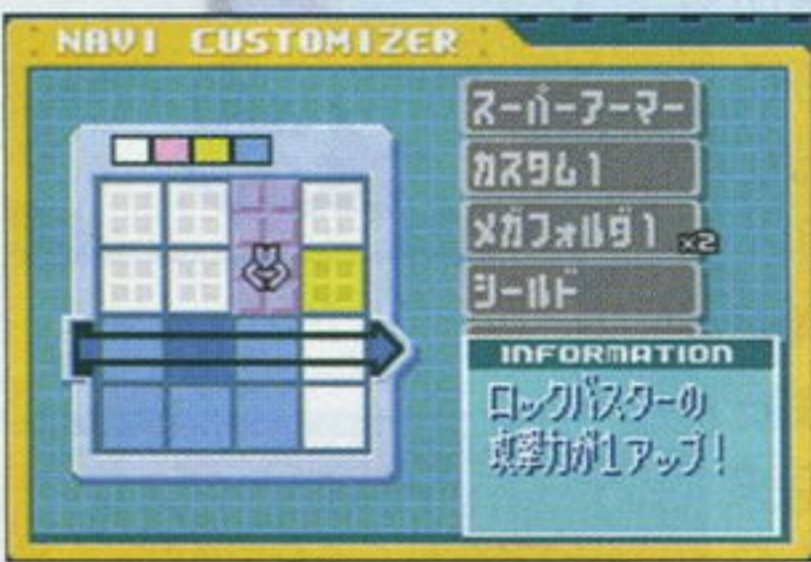 NAVI CUSTOMIZER
スーパーアーマー
カスタム1
メガフォルダ1 ×2
シールド
INFORMATION
ロックバスターの
攻撃力が1アップ!